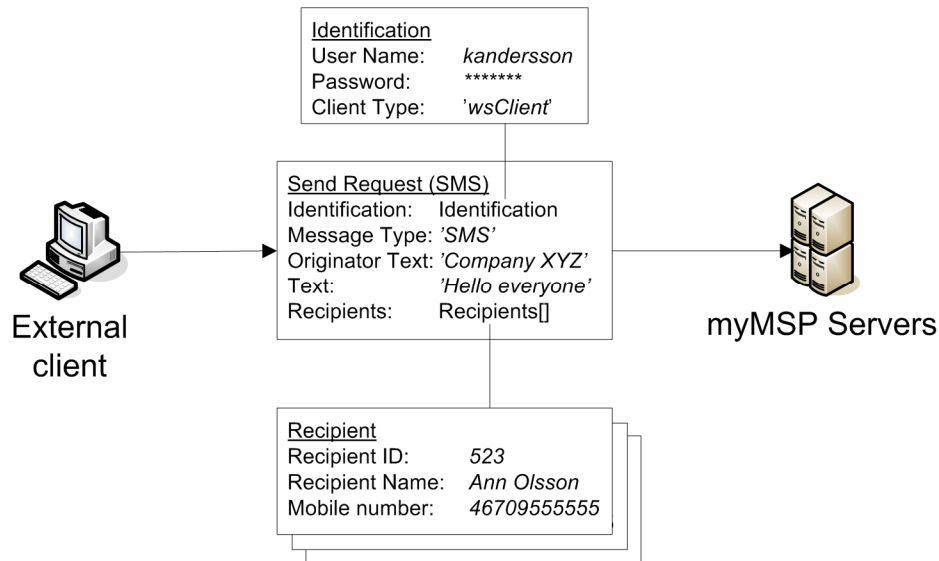 Identification
User Name: kandersson
Password: *******
Client Type: 'wsClient'
Send Request (SMS)
Identification: Identification
Message Type: 'SMS'
Originator Text: 'Company XYZ'
Text: 'Hello everyone'
Recipients: Recipients[]
External
client
myMSP Servers
Recipient
Recipient ID: 523
Recipient Name: Ann Olsson
Mobile number: 46709555555